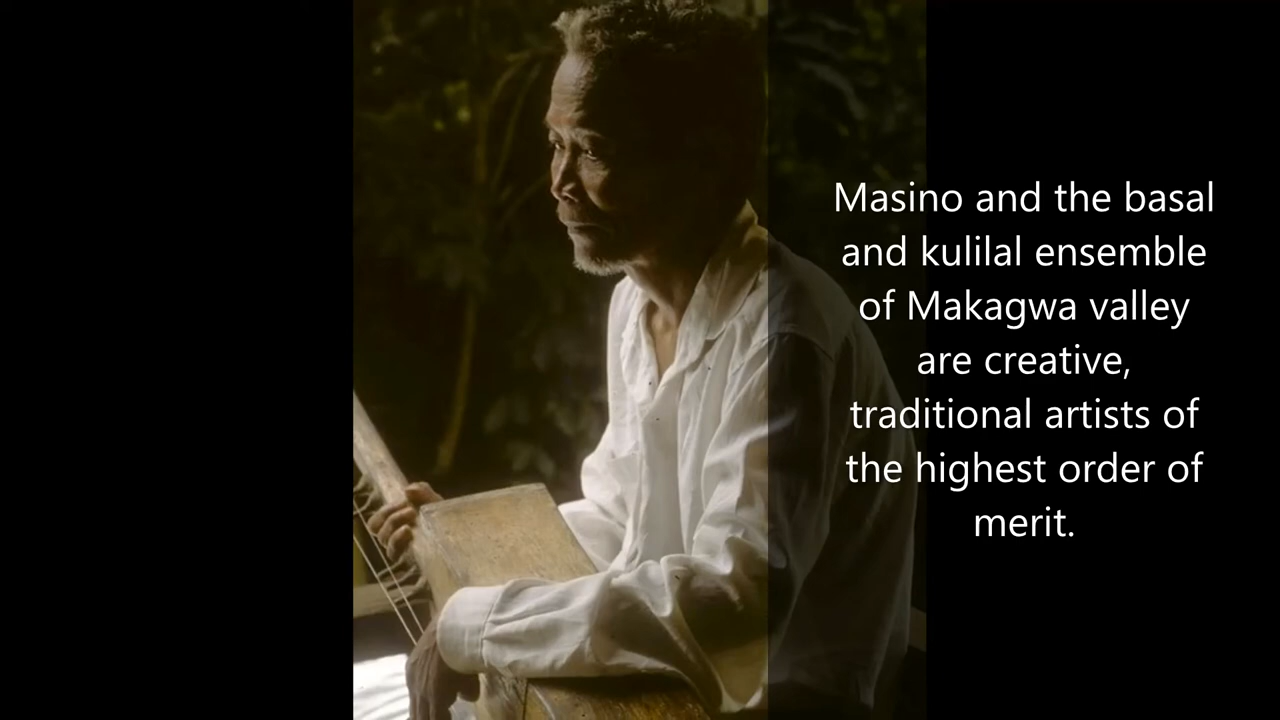 Masino and the basal
and kulilal ensemble
of Makagwa valley
are creative,
traditional artists of
the highest order of
merit.